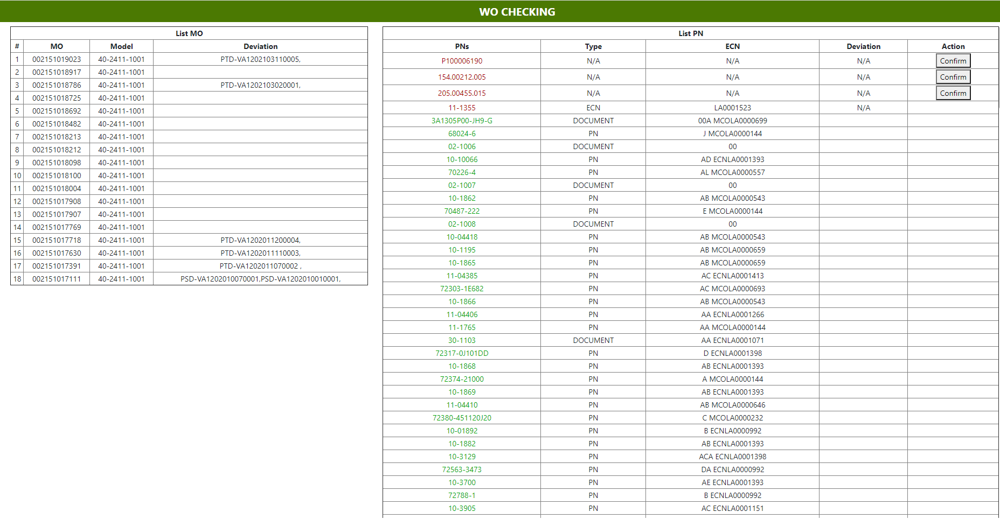 WO CHECKING
List MO
# MO Model Deviation
1 002151019023 40-2411-1001 PTD-VA1202103110005,
2 002151018917 40-2411-1001
3 002151018786 40-2411-1001 PTD-VA1202103020001,
4 002151018725 40-2411-1001
5 002151018692 40-2411-1001
6 002151018482 40-2411-1001
7 002151018213 40-2411-1001
8 002151018212 40-2411-1001
9 002151018098 40-2411-1001
10 002151018100 40-2411-1001
11 002151018004 40-2411-1001
12 002151017908 40-2411-1001
13 002151017907 40-2411-1001
14 002151017769 40-2411-1001
15 002151017718 40-2411-1001 PTD-VA1202011200004,
16 002151017630 40-2411-1001 PTD-VA1202011110003,
17 002151017391 40-2411-1001 PTD-VA1202011070002 ,
18 002151017111 40-2411-1001 PSD-VA1202010070001,PSD-VA1202010010001,
List PN
PNs Type ECN Deviation Action
P100006190 N/A N/A N/A Confirm
154.00212.005 N/A N/A N/A Confirm
205.00455.015 N/A N/A N/A Confirm
11-1355 ECN LA0001523 N/A
3A1305P00-JH9-G DOCUMENT 00A MCOLA0000699
68024-6 PN J MCOLA0000144
02-1006 DOCUMENT 00
10-10066 PN AD ECNLA0001393
70226-4 PN AL MCOLA0000557
02-1007 DOCUMENT 00
10-1862 PN AB MCOLA0000543
70487-222 PN E MCOLA0000144
02-1008 DOCUMENT 00
10-04418 PN AB MCOLA0000543
10-1195 PN AB MCOLA0000659
10-1865 PN AB MCOLA0000659
11-04385 PN AC ECNLA0001413
72303-1E682 PN AC MCOLA0000693
10-1866 PN AB MCOLA0000543
11-04406 PN AA ECNLA0001266
11-1765 PN AA MCOLA0000144
30-1103 DOCUMENT AA ECNLA0001071
72317-0J101DD PN D ECNLA0001398
10-1868 PN AB ECNLA0001393
72374-21000 PN A MCOLA0000144
10-1869 PN AB ECNLA0001393
11-04410 PN AB MCOLA0000646
72380-451120J20 PN C MCOLA0000232
10-01892 PN B ECNLA0000992
10-1882 PN AB ECNLA0001393
10-3129 PN ACA ECNLA0001398
72563-3473 PN DA ECNLA0000992
10-3700 PN AE ECNLA0001393
72788-1 PN B ECNLA0000992
10-3905 PN AC ECNLA0001151